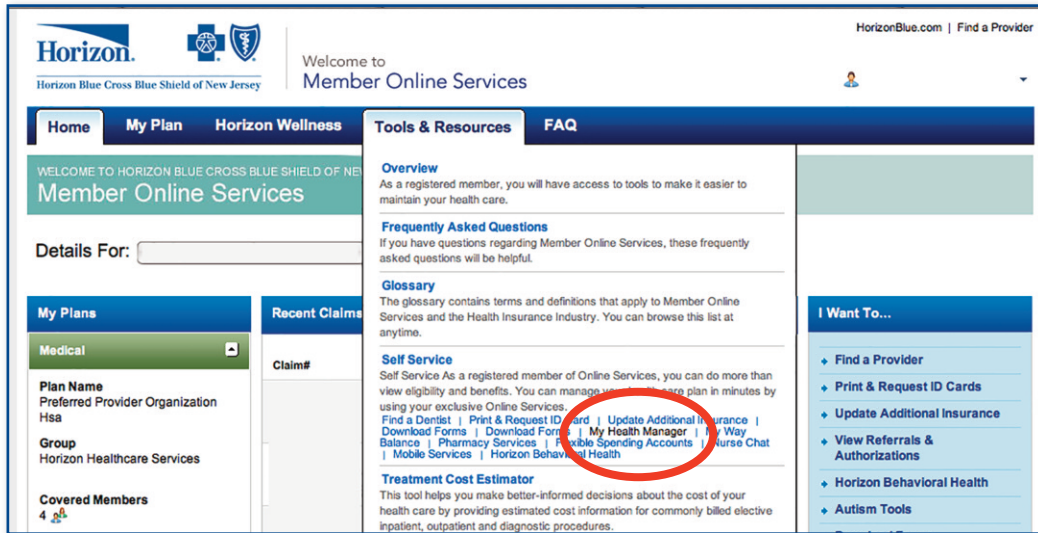 HorizonBlue.com | Find a Provider
Horizon.
Horizon Blue Cross Blue Shield of New Jersey
Welcome to
Member Online Services
Home My Plan Horizon Wellness Tools & Resources FAQ
WELCOME TO HORIZON BLUE CROSS BLUE SHIELD OF NE
Member Online Services
Details For:
Overview
As a registered member, you will have access to tools to make it easier to
maintain your health care.
Frequently Asked Questions
If you have questions regarding Member Online Services, these frequently
asked questions will be helpful.
Glossary
The glossary contains terms and definitions that apply to Member Online
Services and the Health Insurance Industry. You can browse this list at
anytime.
Self Service
Self Service As a registered member of Online Services, you can do more than
view eligibility and benefits. You can manage your health care plan in minutes by
using your exclusive Online Services.
Find a Dentist | Print & Request ID Card | Update Additional Insurance |
Download Forms | Download Forms | My Health Manager | My Way
Balance | Pharmacy Services | Flexible Spending Accounts | Nurse Chat
| Mobile Services | Horizon Behavioral Health
Treatment Cost Estimator
This tool helps you make better-informed decisions about the cost of your
health care by providing estimated cost information for commonly billed elective
inpatient, outpatient and diagnostic procedures.
My Plans
Medical
Plan Name
Preferred Provider Organization
Hsa
Group
Horizon Healthcare Services
Covered Members
4
Recent Claims
Claim#
I Want To...
Find a Provider
Print & Request ID Cards
Update Additional Insurance
View Referrals &
Authorizations
Horizon Behavioral Health
Autism Tools